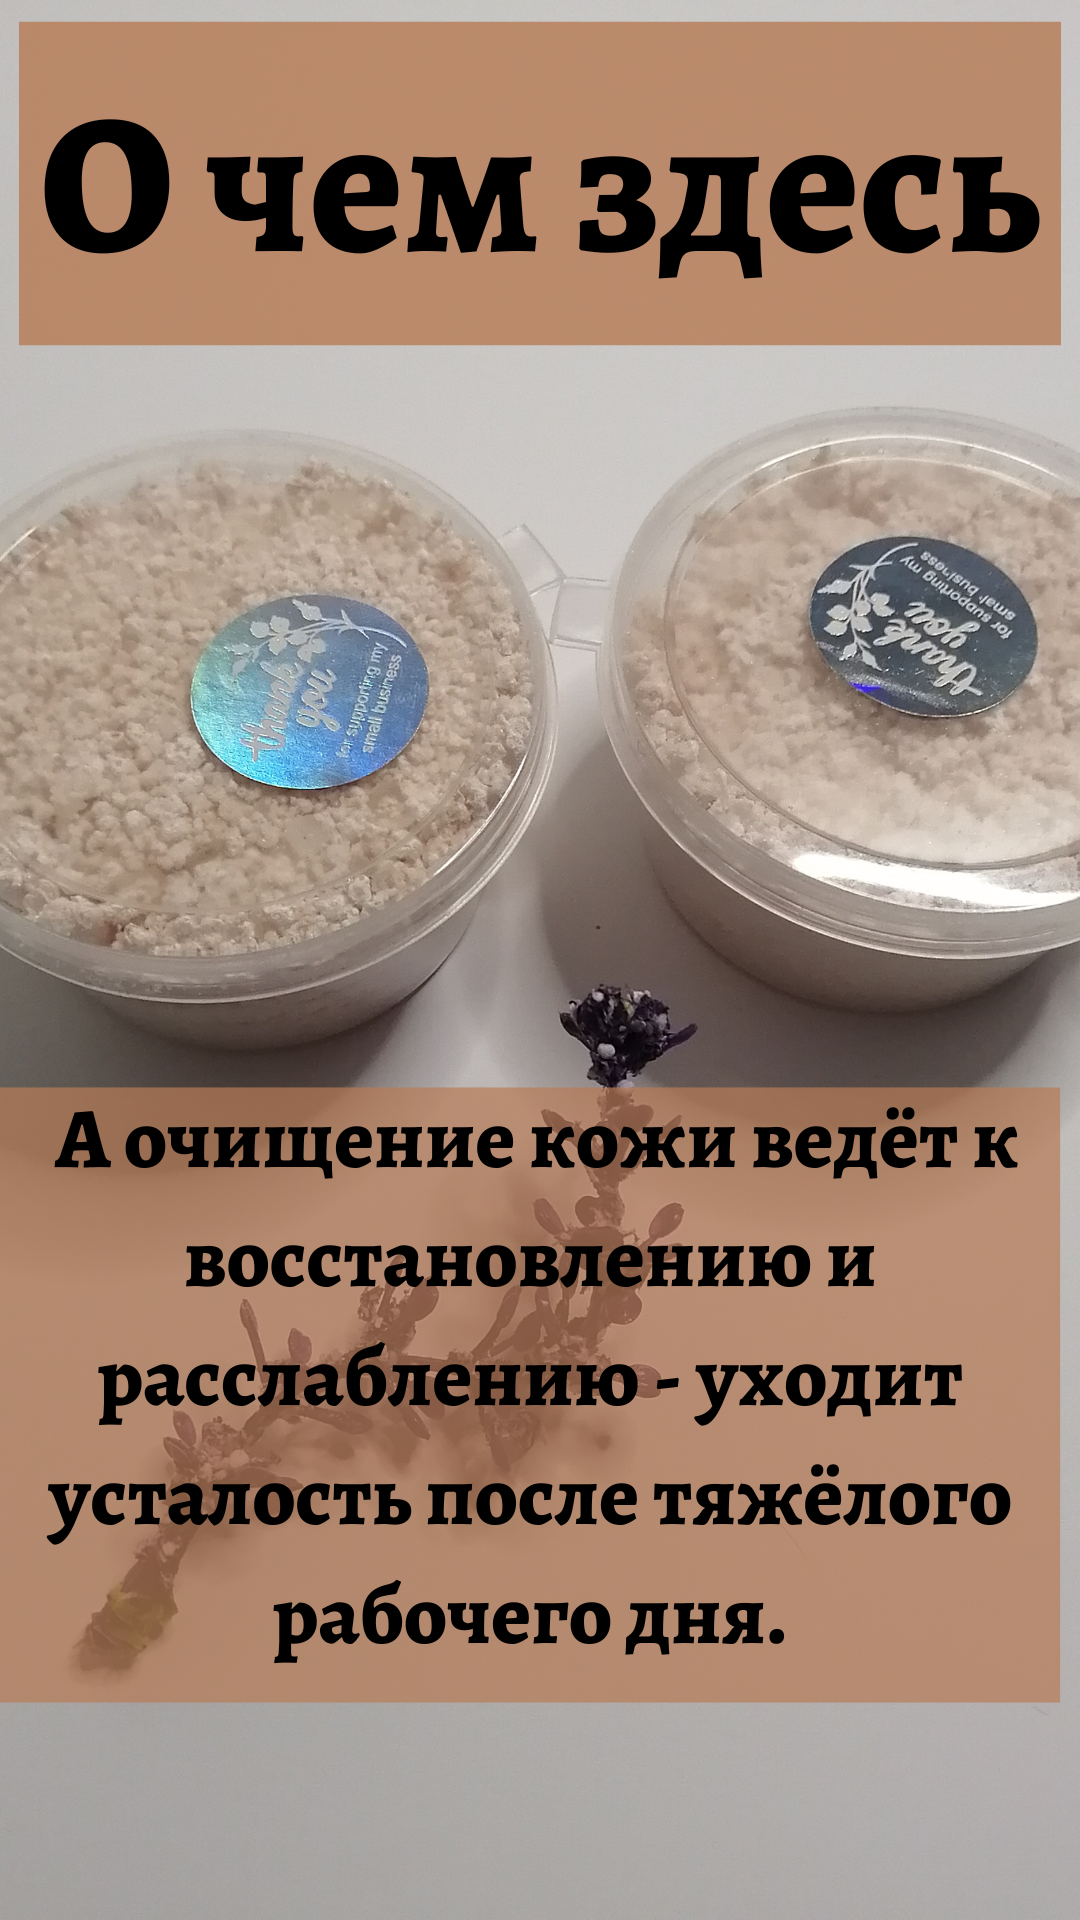 О чем здесь
thank
you
for supporting my
small business
thank
you
for supporting my
small business
А очищение кожи ведёт к
восстановлению и
расслаблению - уходит
усталость после тяжёлого
рабочего дня.